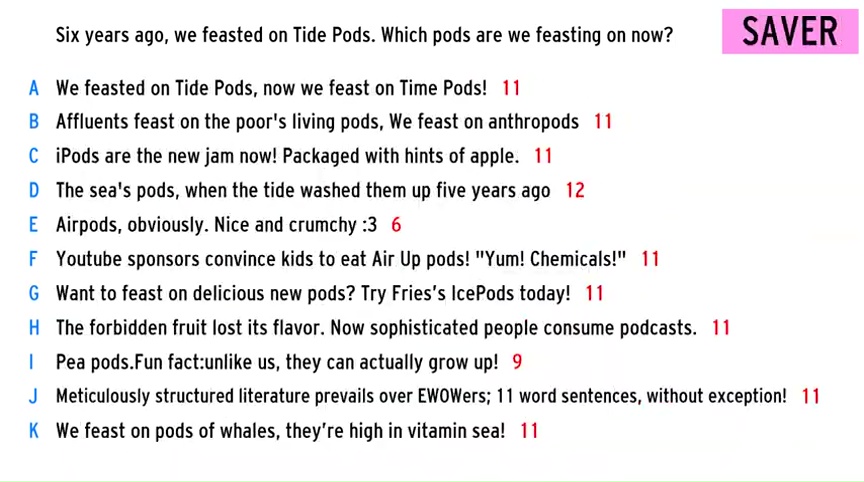 Six years ago, we feasted on Tide Pods. Which pods are we feasting on now?
SAVER
A We feasted on Tide Pods, now we feast on Time Pods! 11
B Affluents feast on the poor's living pods, We feast on anthropods 11
C iPods are the new jam now! Packaged with hints of apple. 11
D The sea's pods, when the tide washed them up five years ago 12
E Airpods, obviously. Nice and crumchy :3 6
F Youtube sponsors convince kids to eat Air Up pods! "Yum! Chemicals!" 11
G Want to feast on delicious new pods? Try Fries's IcePods today! 11
H The forbidden fruit lost its flavor. Now sophisticated people consume podcasts. 11
I Pea pods.Fun fact:unlike us, they can actually grow up! 9
J Meticulously structured literature prevails over EWOWers; 11 word sentences, without exception! 11
K We feast on pods of whales, they’re high in vitamin sea! 11